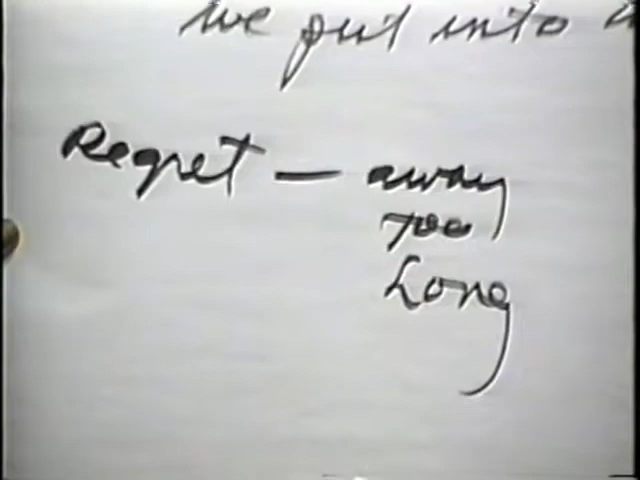 we put into
Regret — away
Too
Long